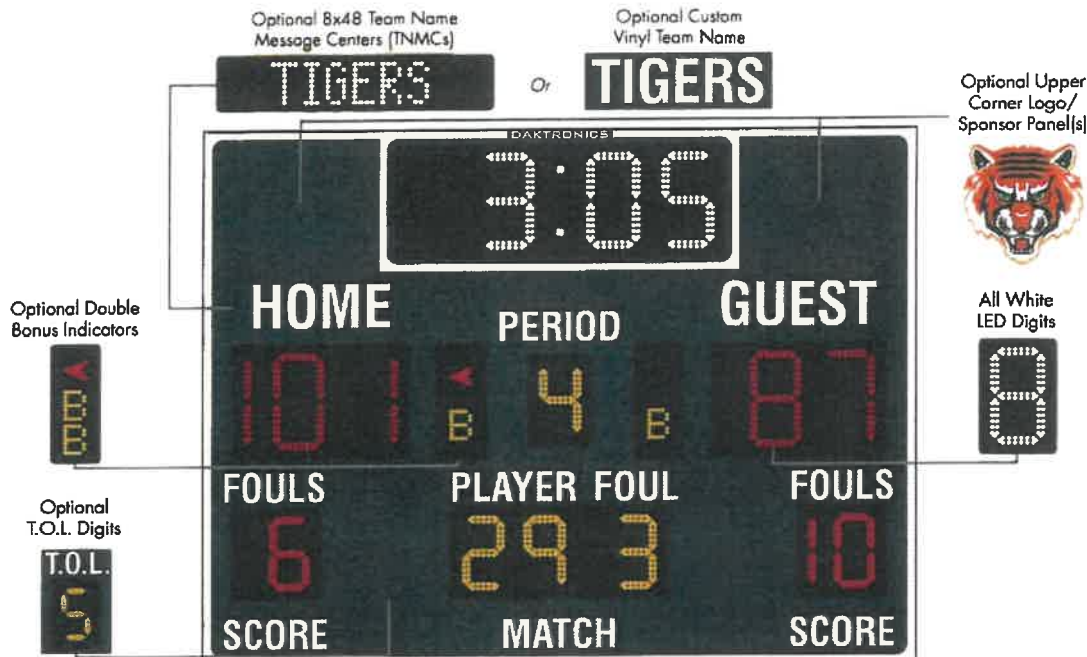 Optional 8x48 Team Name
Message Centers (TNMCs)
TIGERS
Or
Optional Custom
Vinyl Team Name
TIGERS
Optional Upper
Corner Logo/
Sponsor Panel(s)
DAKTRONICS
3:05
HOME
GUEST
PERIOD
Optional Double
Bonus Indicators
B
B
All White
LED Digits
8
101
B
4
B
87
FOULS
PLAYER FOUL
FOULS
Optional
T.O.L. Digits
T.O.L.
5
6
29 3
10
SCORE
MATCH
SCORE